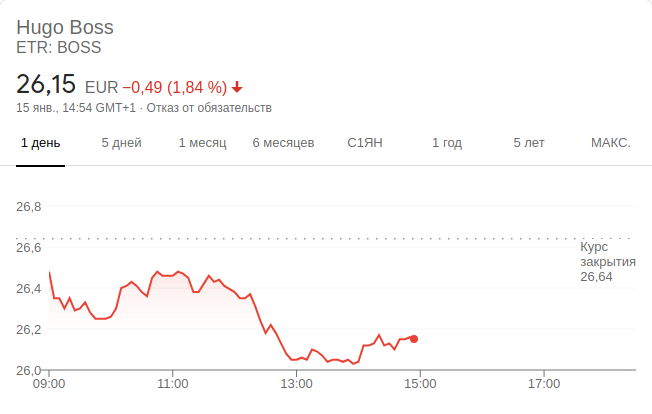 Hugo Boss
ETR: BOSS
26,15 EUR −0,49 (1,84 %)
15 янв., 14:54 GMT+1 · Отказ от обязательств
1 день 5 дней 1 месяц 6 месяцев С1ЯН 1 год 5 лет МАКС.
26,8
26,6
26,4
26,2
26,0
Курс
закрытия
26,64
09:00 11:00 13:00 15:00 17:00